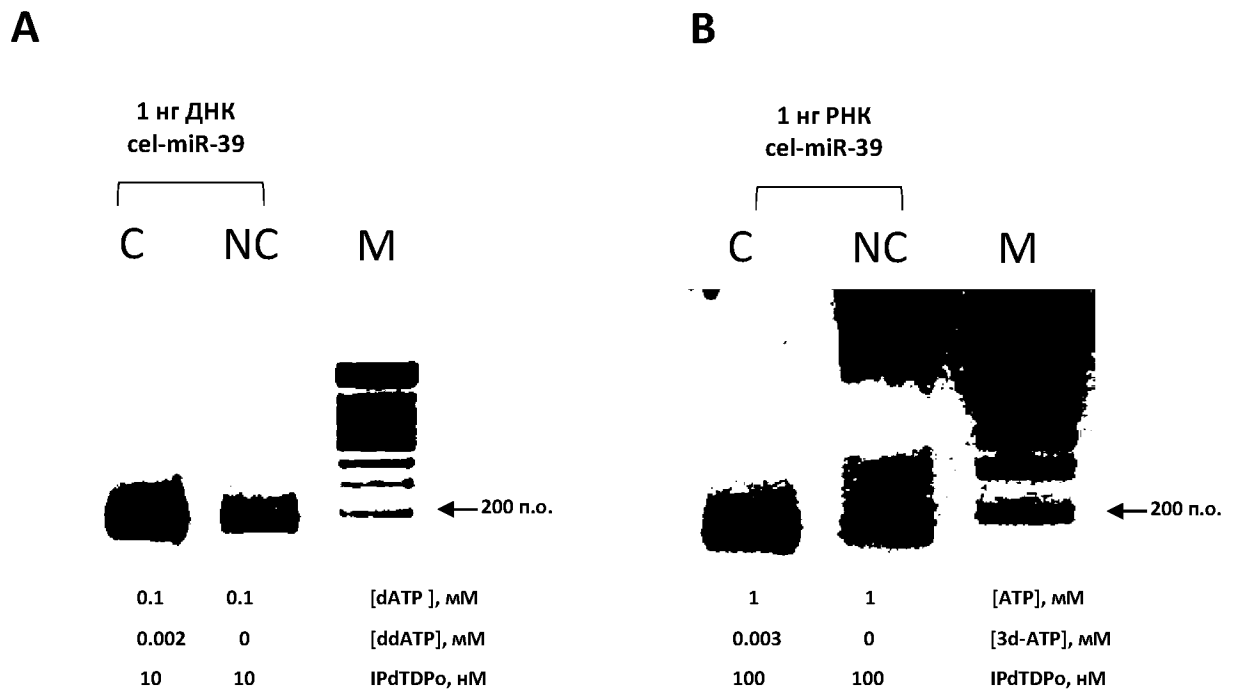 A
1 нг ДНК
cel-miR-39
C NC M
200 п.о.
0.1 0.1 [dATP ], мМ
0.002 0 [ddATP], мМ
10 10 IPdTDPo, нМ
B
1 нг РНК
cel-miR-39
C NC M
200 п.о.
1 1 [ATP], мМ
0.003 0 [3d-ATP], мМ
100 100 IPdTDPo, нМ